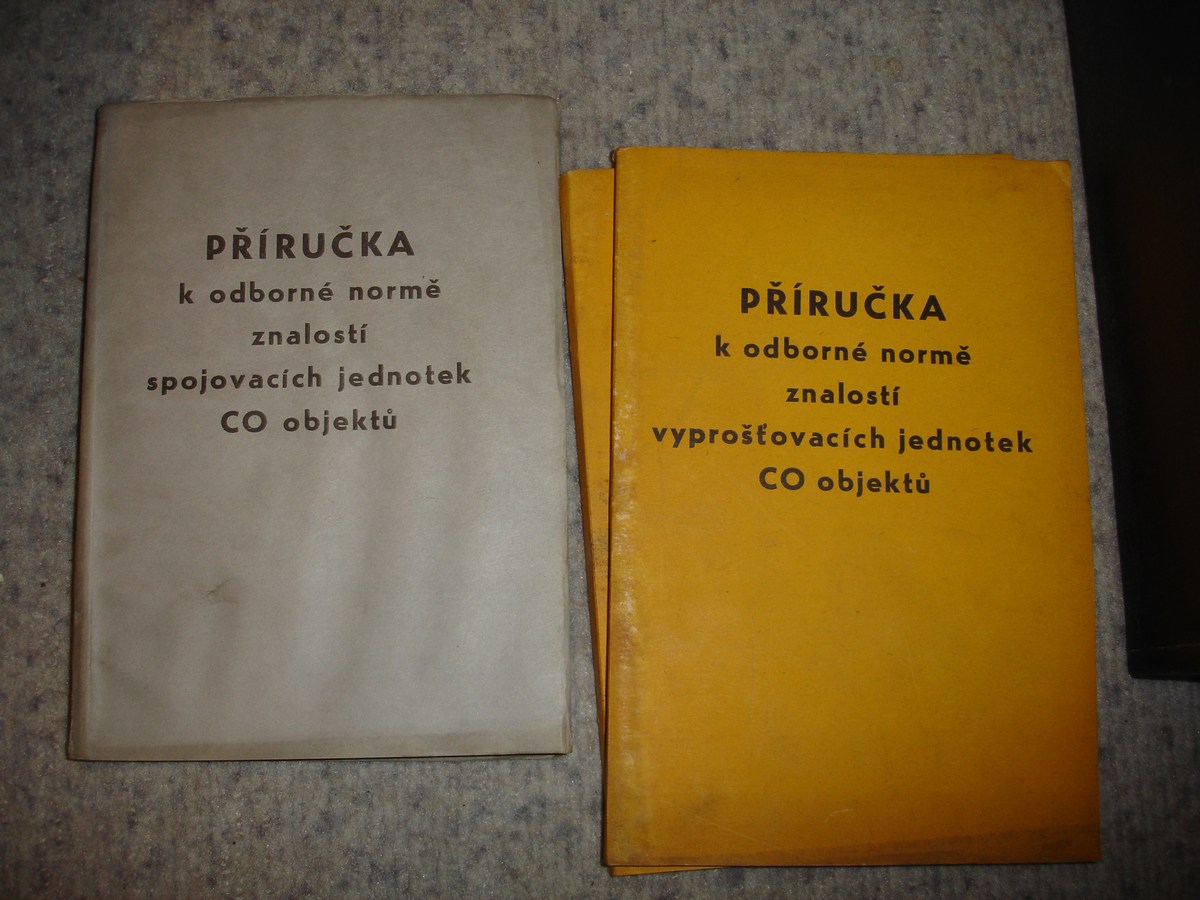 PŘÍRUČKA
k odborné normě
znalostí
spojovacích jednotek
CO objektů
PŘÍRUČKA
k odborné normě
znalostí
vyprošťovacích jednotek
CO objektů